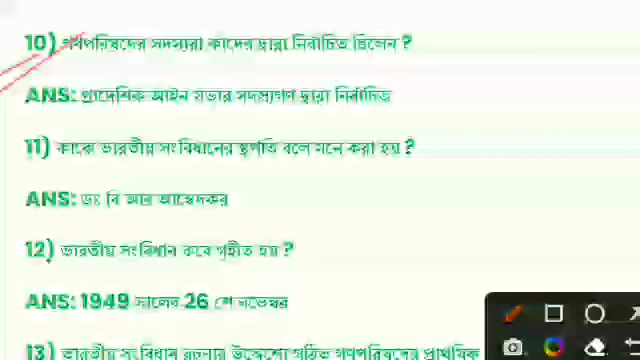 10) গণপরিষদের সদস্যরা কাদের দ্বারা নির্বাচিত ছিলেন ?
ANS: প্রাদেশিক আইন সভার সদস্যগণ দ্বারা নির্বাচিত
11) কাকে ভারতীয় সংবিধানের স্থপতি বলে মনে করা হয় ?
ANS: ডঃ বি আর আম্বেদকর
12) ভারতীয় সংবিধান কবে গৃহীত হয় ?
ANS: 1949 সালের 26 শে নভেম্বর
13) ভারতীয় সংবিধান রচনার উদ্দেশ্যে গঠিত গণপরিষদের প্রাথমিক